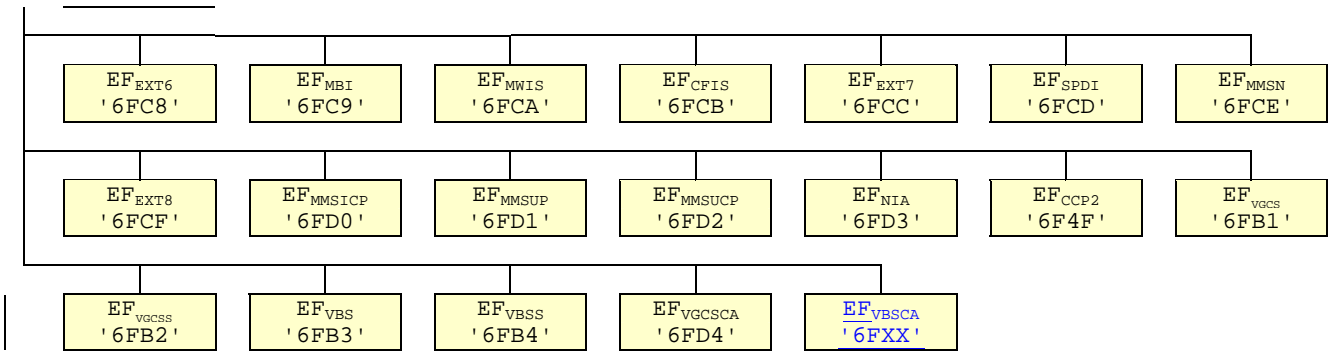 EFEXT6 EFMBI EFMWIS EFCFIS EFEXT7 EFSPDI EFMMSN
'6FC8' '6FC9' '6FCA' '6FCB' '6FCC' '6FCD' '6FCE'
EFEXT8 EFMMSICP EFMMSUP EFMMSUCP EFNIA EFCCP2 EFVGCS
'6FCF' '6FD0' '6FD1' '6FD2' '6FD3' '6F4F' '6FB1'
EFVGCSS EFVBS EFVBSS EFVGCSCA EFVBSCA
'6FB2' '6FB3' '6FB4' '6FD4' '6FXX'